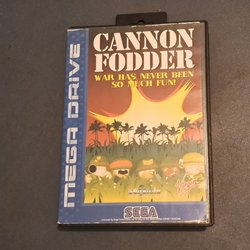 CANNON
FODDER
WAR HAS NEVER BEEN
SO MUCH FUN!
MEGA DRIVE
SEGA